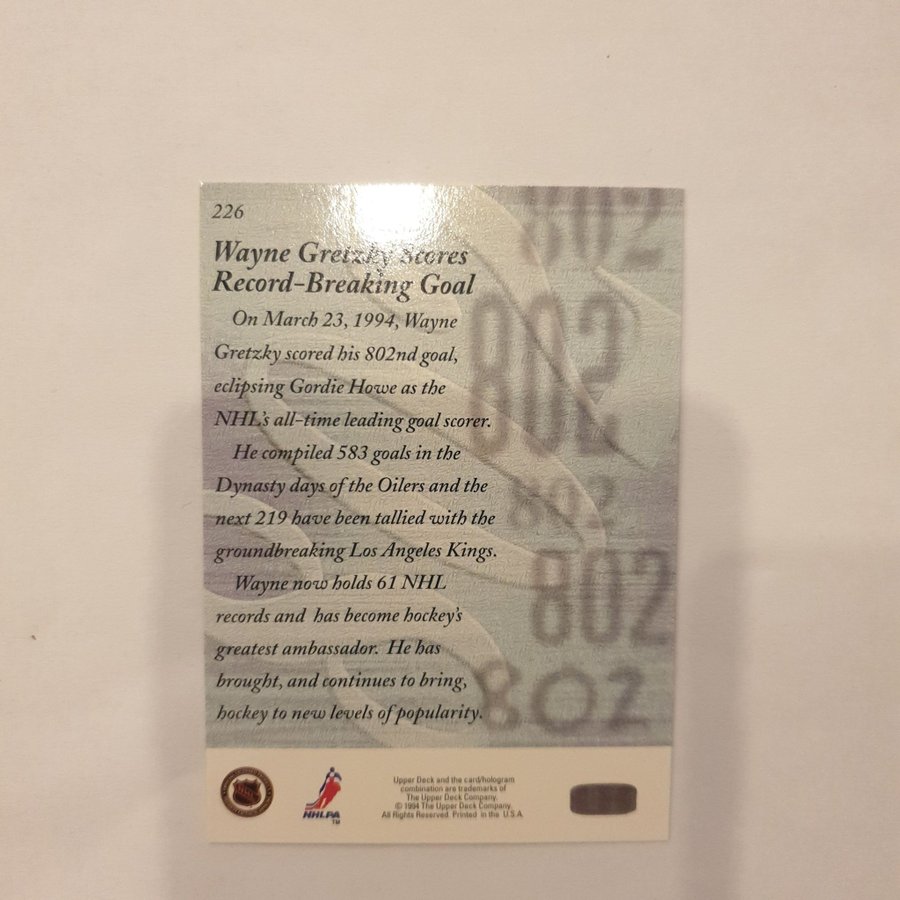 226
802
Wayne Gretzky Scores
Record-Breaking Goal
On March 23, 1994, Wayne
Gretzky scored his 802nd goal,
eclipsing Gordie Howe as the
NHL's all-time leading goal scorer.
He compiled 583 goals in the
Dynasty days of the Oilers and the
next 219 have been tallied with the
groundbreaking Los Angeles Kings.
Wayne now holds 61 NHL
records and has become hockey's
greatest ambassador. He has
brought, and continues to bring,
hockey to new levels of popularity.
802
802
802
802
802
NHL
NHLPA
TM
Upper Deck and the card/hologram
combination are trademarks of
The Upper Deck Company.
© 1994 The Upper Deck Company.
All Rights Reserved. Printed in the U.S.A.